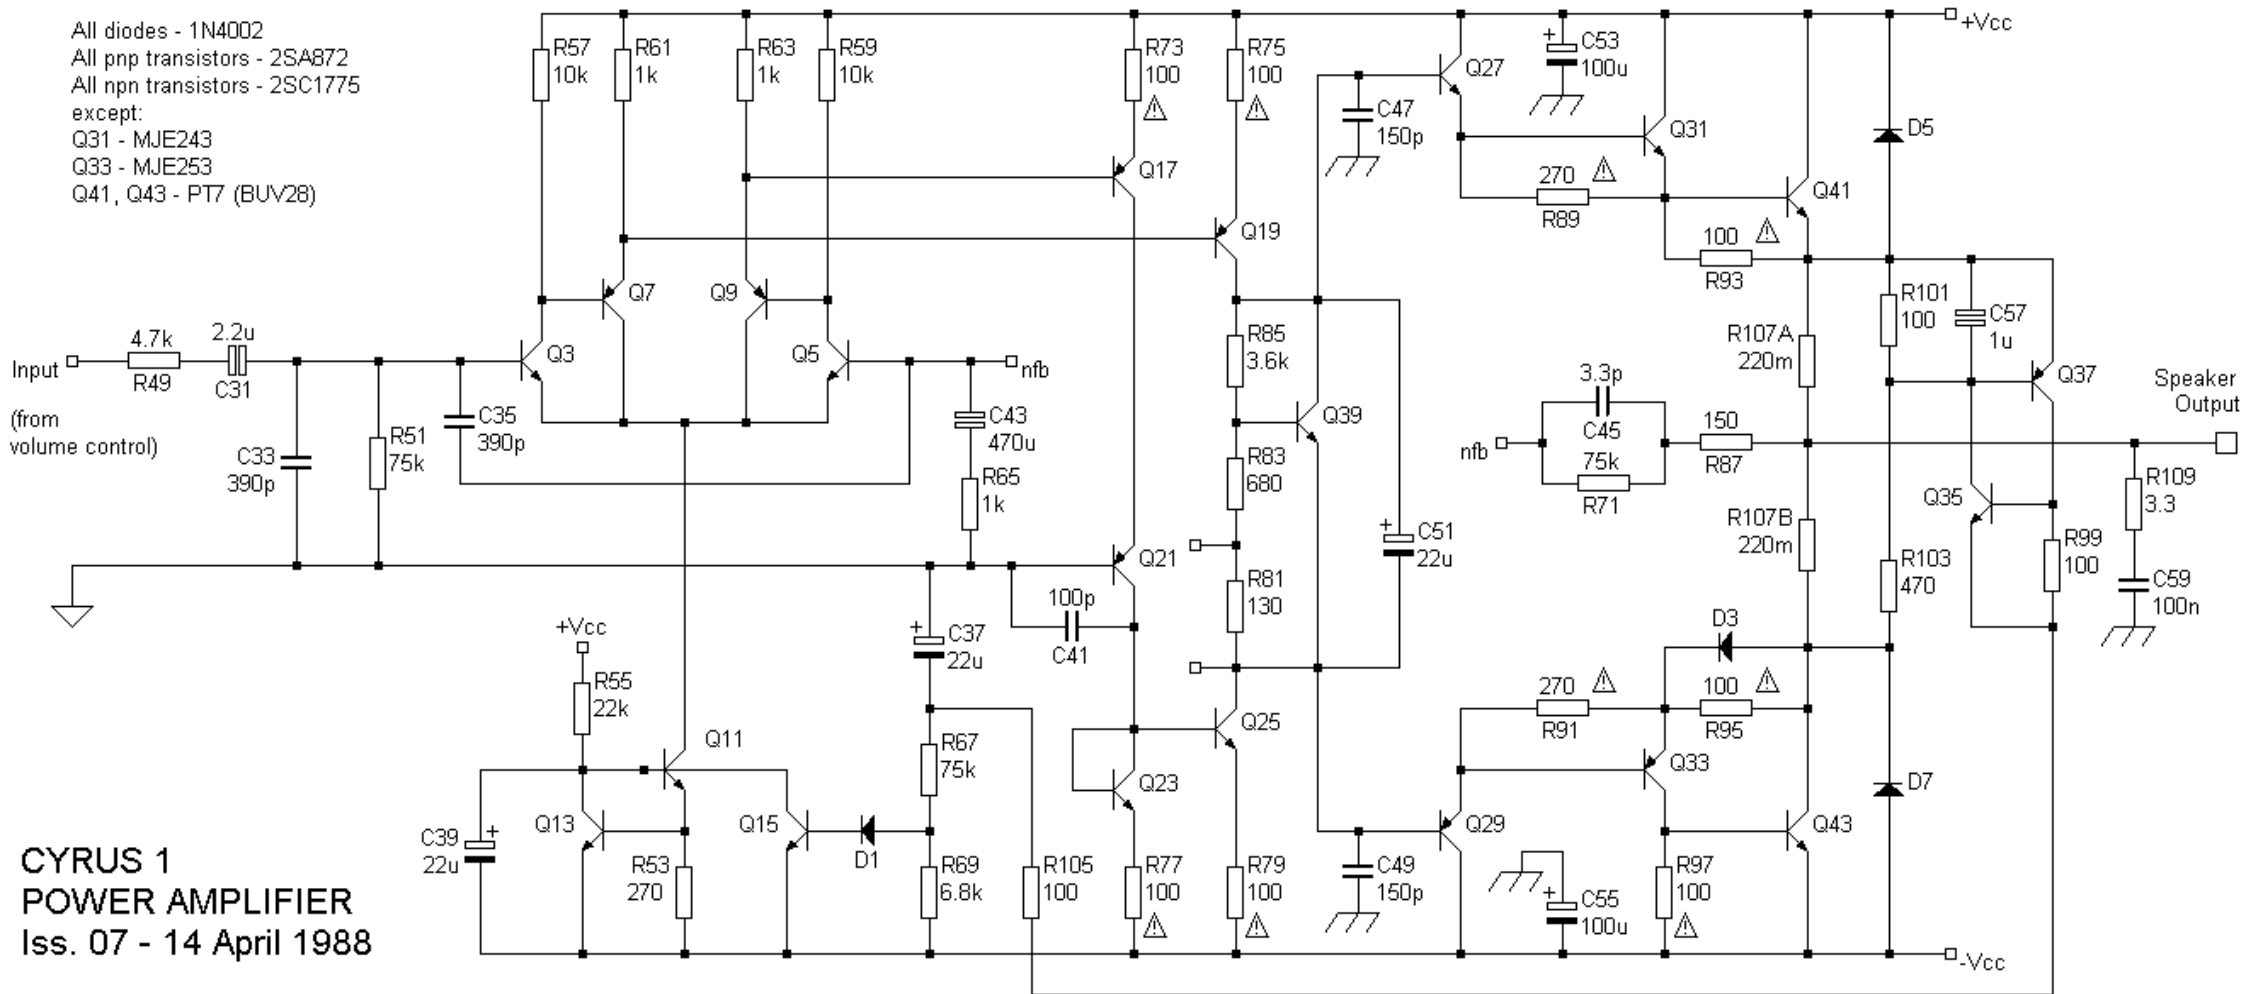 All diodes - 1N4002
All pnp transistors - 2SA872
All npn transistors - 2SC1775
except:
Q31 - MJE243
Q33 - MJE253
Q41, Q43 - PT7 (BUV28)
R57
10k
R61
1k
R63
1k
R59
10k
R73
100
R75
100
Q27
C53
100u
+Vcc
C47
150p
Q31
D5
Q17
270
R89
Q41
Q19
100
R93
Q7
Q9
R101
100
C57
1u
Input
4.7k
R49
2.2u
C31
Q3
Q5
nfb
R85
3.6k
R107A
220m
Q37
Speaker
Output
(from
volume control)
C33
390p
R51
75k
C35
390p
C43
470u
R65
1k
Q39
R83
680
3.3p
C45
nfb
75k
R71
150
R87
R109
3.3
Q35
R107B
220m
C51
22u
Q21
R81
130
R103
470
R99
100
C59
100n
+Vcc
C37
22u
100p
C41
D3
R55
22k
270
R91
100
R95
Q25
Q11
R67
75k
Q23
Q33
D7
C39
22u
Q13
Q15
D1
Q29
Q43
R53
270
R69
6.8k
R105
100
R77
100
R79
100
C49
150p
C55
100u
R97
100
-Vcc
CYRUS 1
POWER AMPLIFIER
Iss. 07 - 14 April 1988